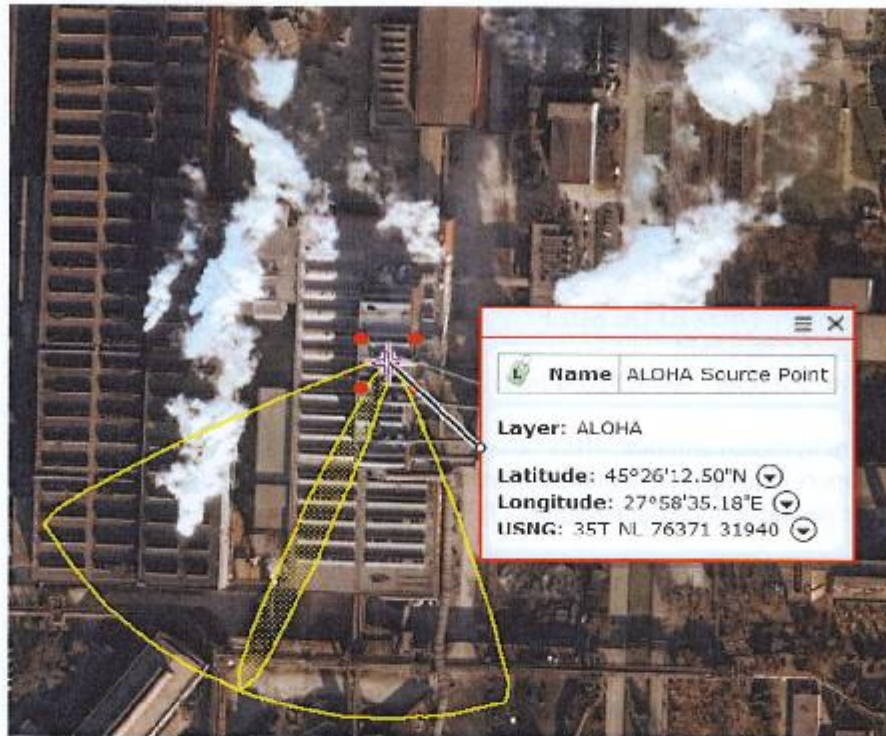 Name ALOHA Source Point
Layer: ALOHA
Latitude: 45°26'12.50"N
Longitude: 27°58'35.18"E
USNG: 35T NL 76371 31940